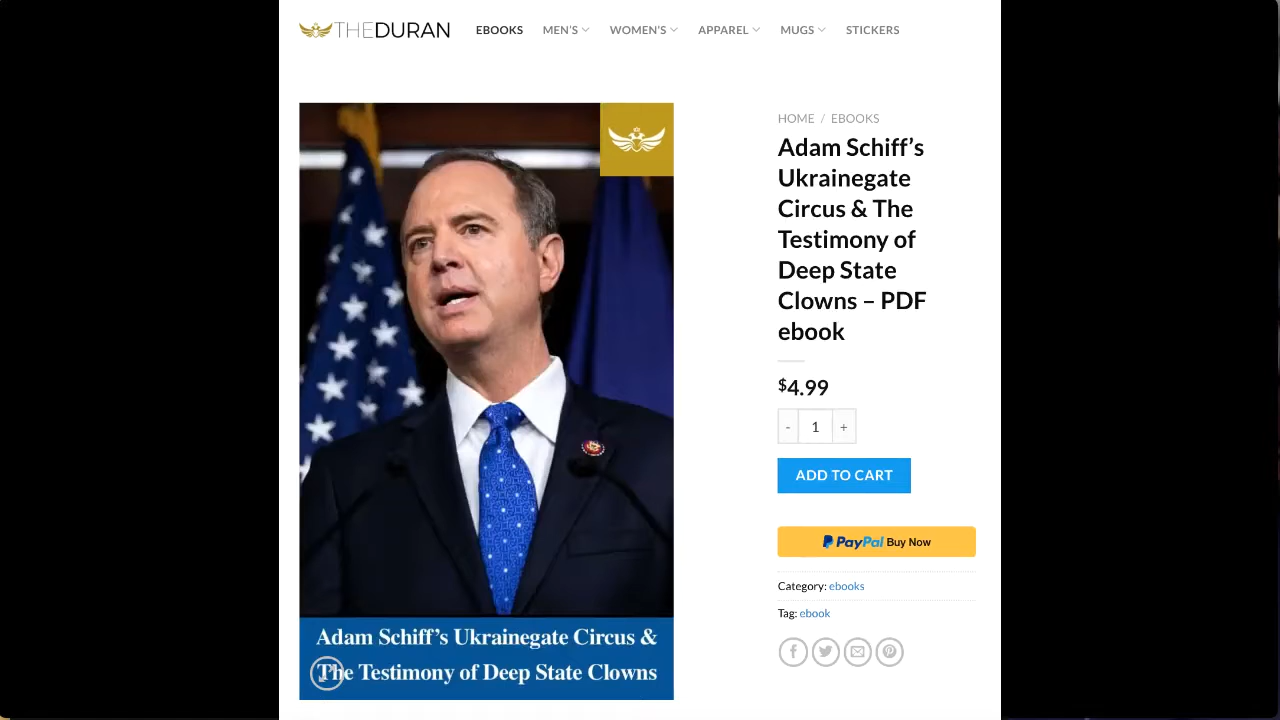 THEDURAN EBOOKS MEN'S WOMEN'S APPAREL MUGS STICKERS
HOME / EBOOKS
Adam Schiff's
Ukrainegate
Circus & The
Testimony of
Deep State
Clowns – PDF
ebook
$4.99
- 1 +
ADD TO CART
PayPal Buy Now
Category: ebooks
Tag: ebook
Adam Schiff's Ukrainegate Circus &
The Testimony of Deep State Clowns